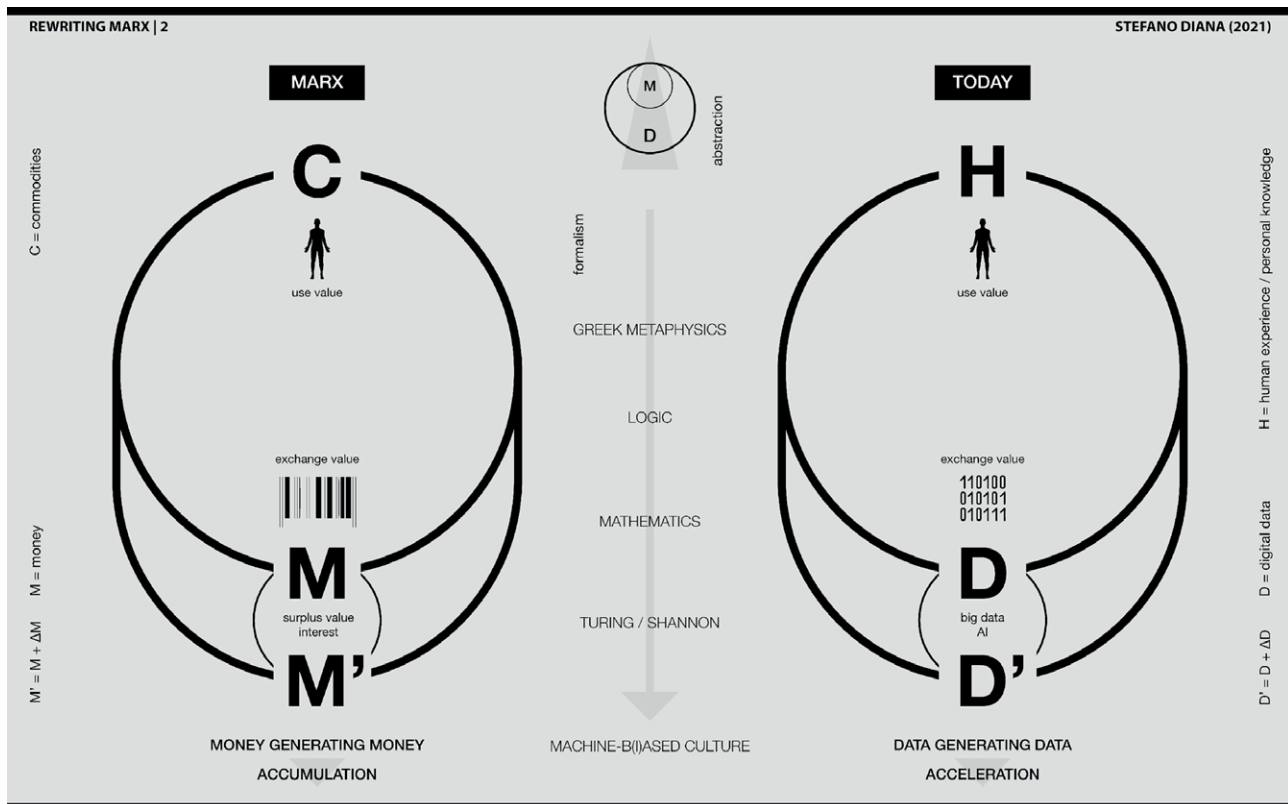 REWRITING MARX | 2
STEFANO DIANA (2021)
MARX
C
use value
C = commodities
exchange value
M
surplus value
interest
M’
M = money
M’ = M + ΔM
MONEY GENERATING MONEY
ACCUMULATION
M
D
abstraction
formalism
GREEK METAPHYSICS
LOGIC
MATHEMATICS
TURING / SHANNON
MACHINE-B(I)ASED CULTURE
TODAY
H
use value
H = human experience / personal knowledge
exchange value
110100
010101
010111
D
big data
AI
D’
D = digital data
D’ = D + ΔD
DATA GENERATING DATA
ACCELERATION